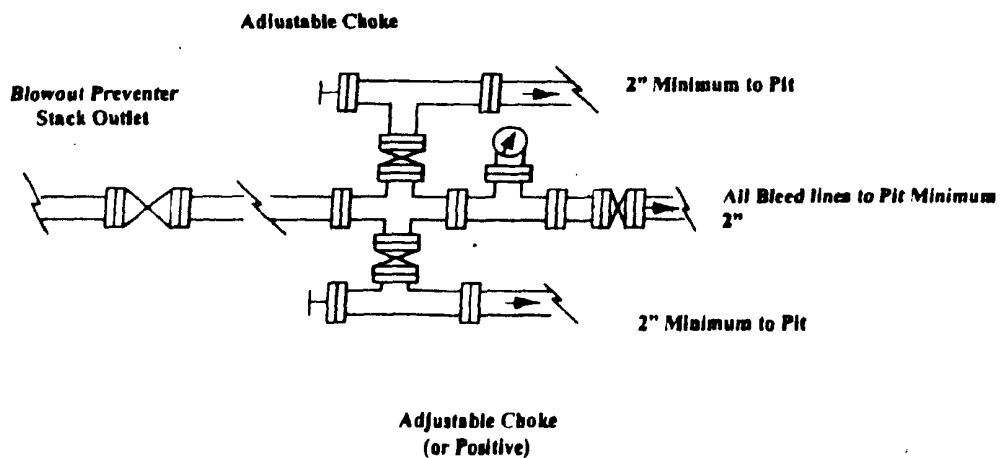 Adjustable Choke
Blowout Preventer
Stack Outlet
2" Minimum to Pit
All Bleed lines to Pit Minimum
2"
2" Minimum to Pit
Adjustable Choke
(or Positive)